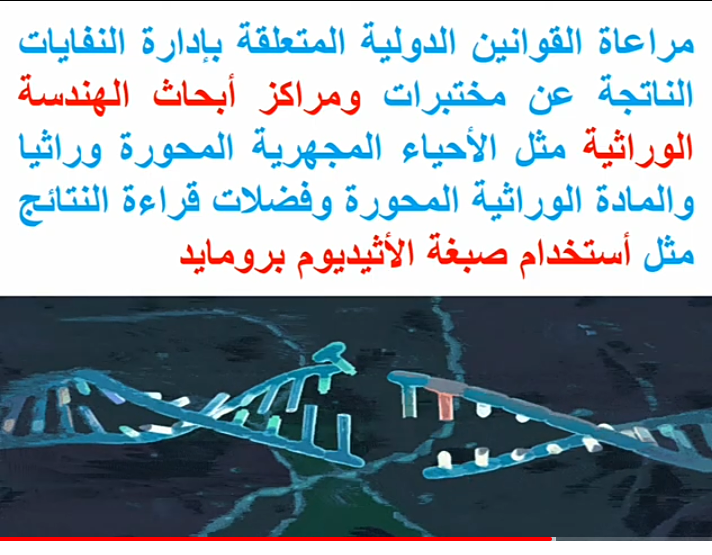 مراعاة القوانين الدولية المتعلقة بإدارة النفايات
الناتجة عن مختبرات ومراكز أبحاث الهندسة
الوراثية مثل الأحياء المجهرية المحورة وراثيا
والمادة الوراثية المحورة وفضلات قراءة النتائج
مثل أستخدام صبغة الأثيديوم برومايد